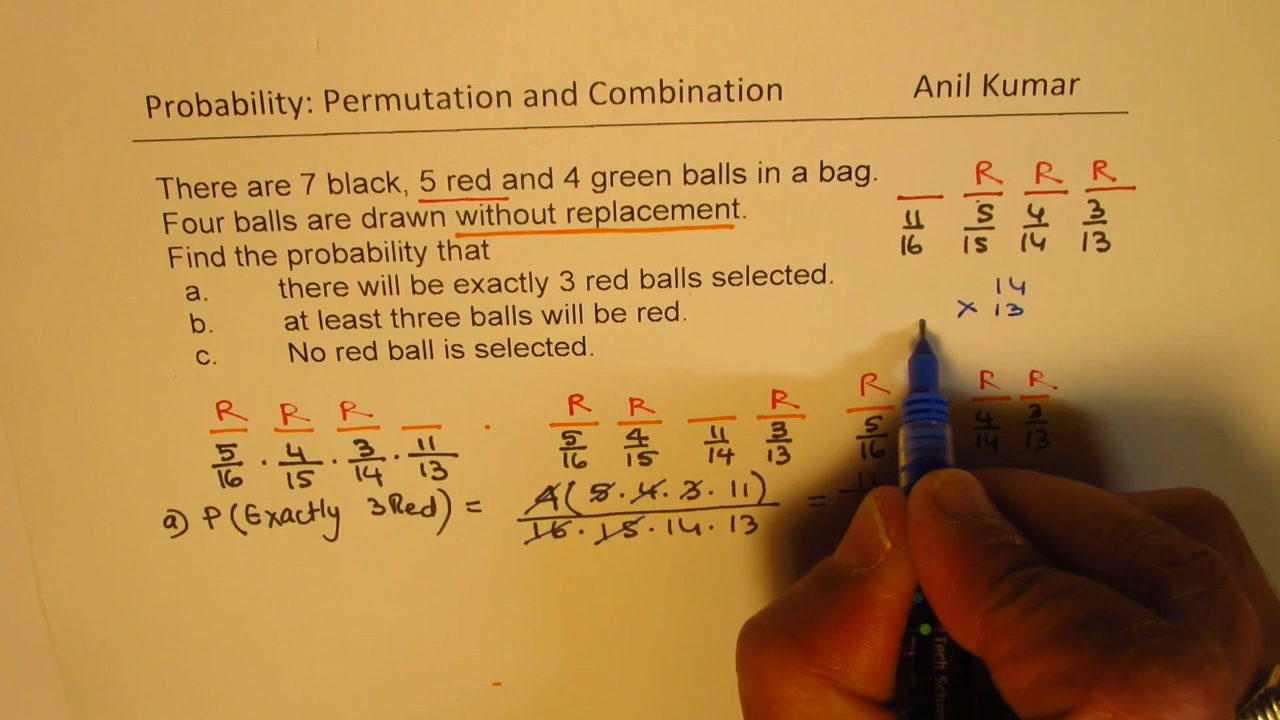 Probability: Permutation and Combination Anil Kumar
There are 7 black, 5 red and 4 green balls in a bag.
Four balls are drawn without replacement.
Find the probability that
a. there will be exactly 3 red balls selected.
b. at least three balls will be red.
c. No red ball is selected.
R R R
11/16 5/15 4/14 3/13
14
× 13
R R R
5/16 · 4/15 · 3/14 · 11/13
R R R
5/16 4/15 11/14 3/13
R R R
5/16 4/14 3/13
a) P(Exactly 3Red) = 4(5·4·3·11) / 16·15·14·13 = 11
Tech